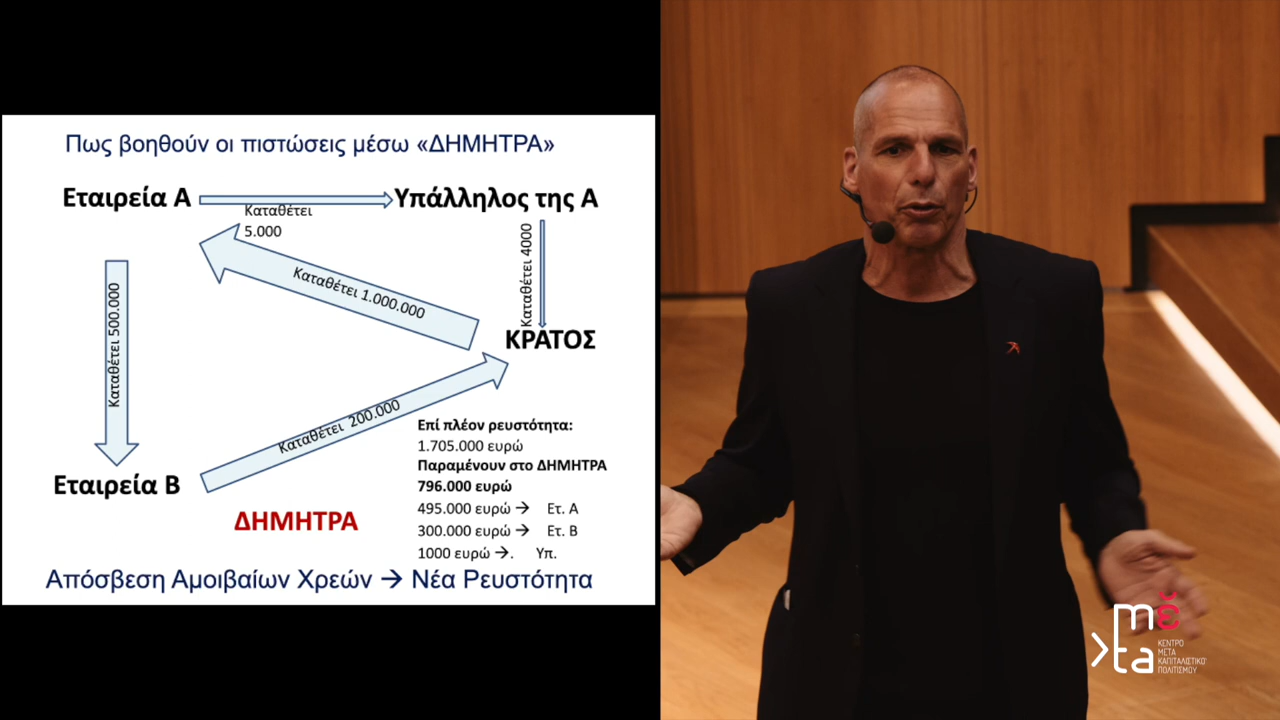 Πως βοηθούν οι πιστώσεις μέσω «ΔΗΜΗΤΡΑ»
Εταιρεία Α
Υπάλληλος της Α
Καταθέτει
5.000
Καταθέτει 4000
Καταθέτει 1.000.000
Καταθέτει 500.000
ΚΡΑΤΟΣ
Καταθέτει 200.000
Εταιρεία Β
ΔΗΜΗΤΡΑ
Επί πλέον ρευστότητα:
1.705.000 ευρώ
Παραμένουν στο ΔΗΜΗΤΡΑ
796.000 ευρώ
495.000 ευρώ → Ετ. Α
300.000 ευρώ → Ετ. Β
1000 ευρώ →. Υπ.
Απόσβεση Αμοιβαίων Χρεών → Νέα Ρευστότητα
mέta
ΚΕΝΤΡΟ
ΜΕΤΑ
ΚΑΠΙΤΑΛΙΣΤΙΚΟΥ
ΠΟΛΙΤΙΣΜΟΥ